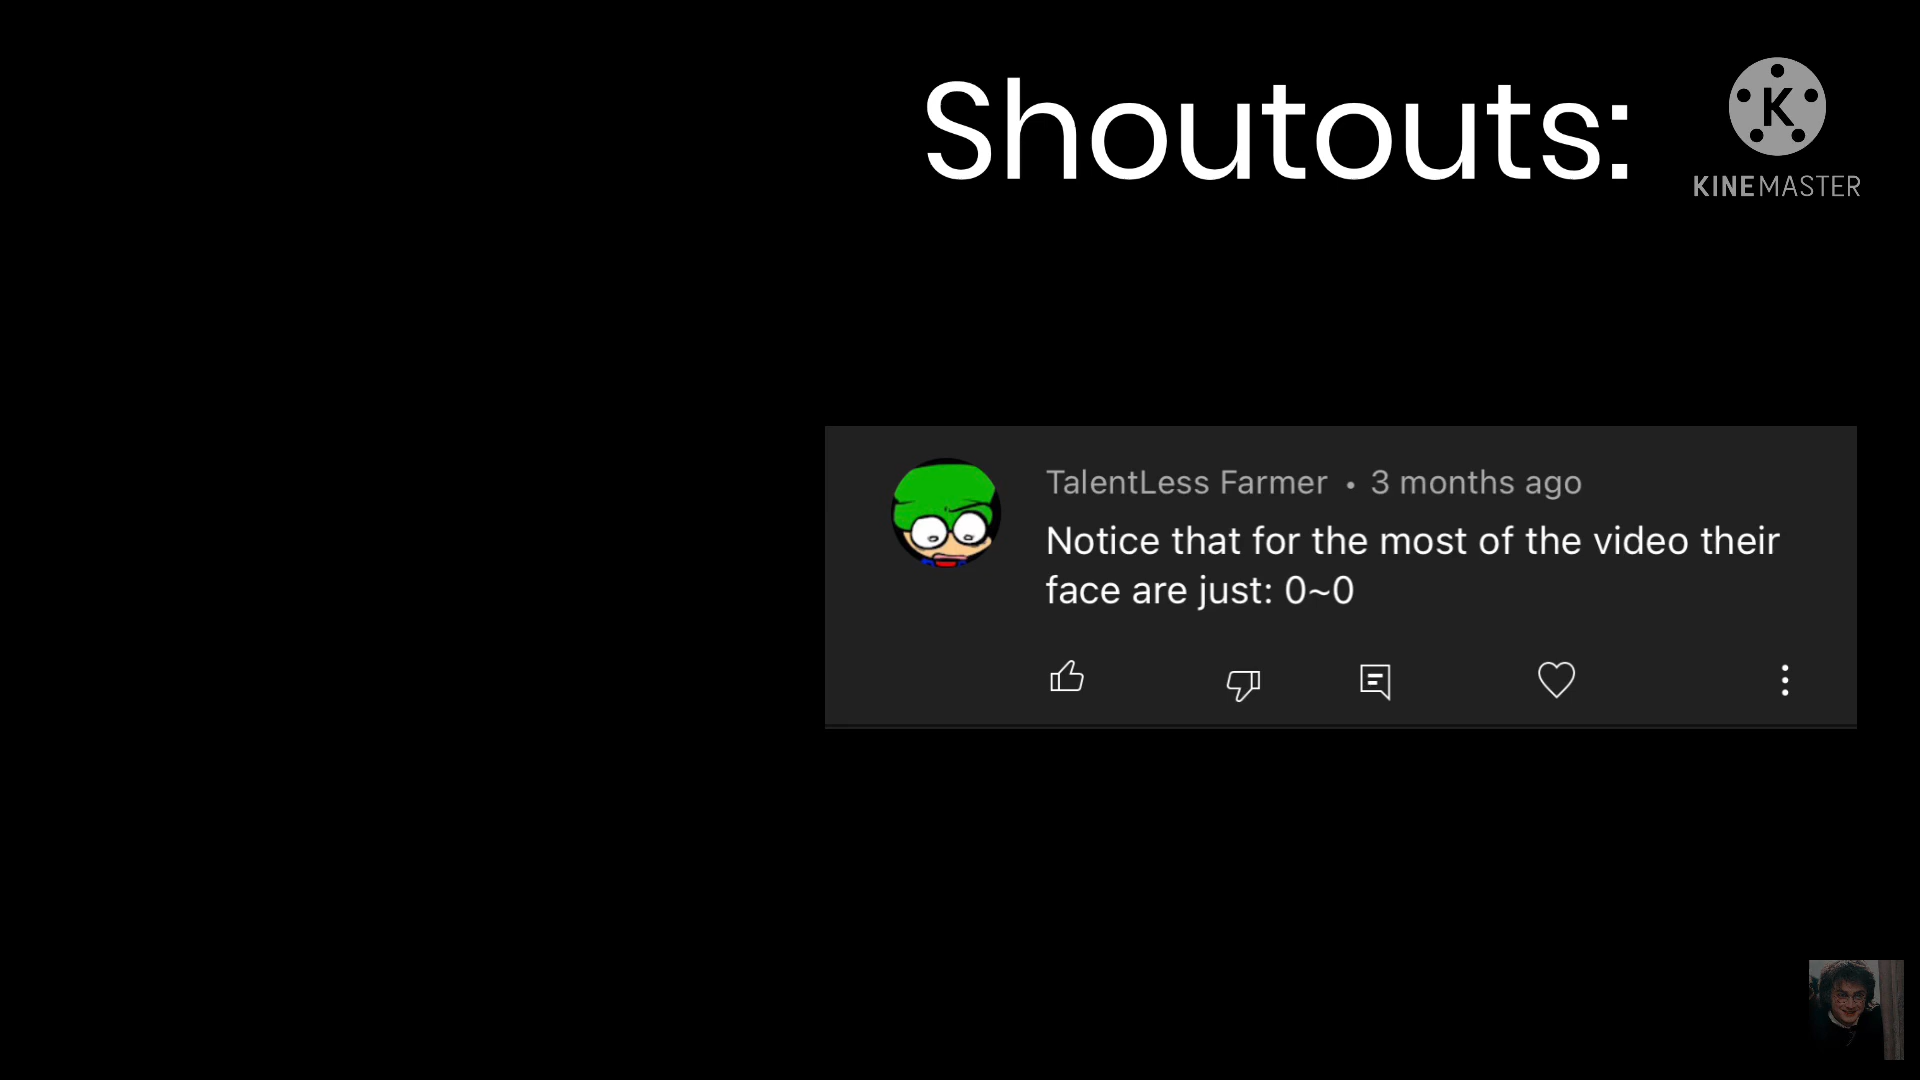 Shoutouts:
K
KINEMASTER
TalentLess Farmer • 3 months ago
Notice that for the most of the video their
face are just: 0~0